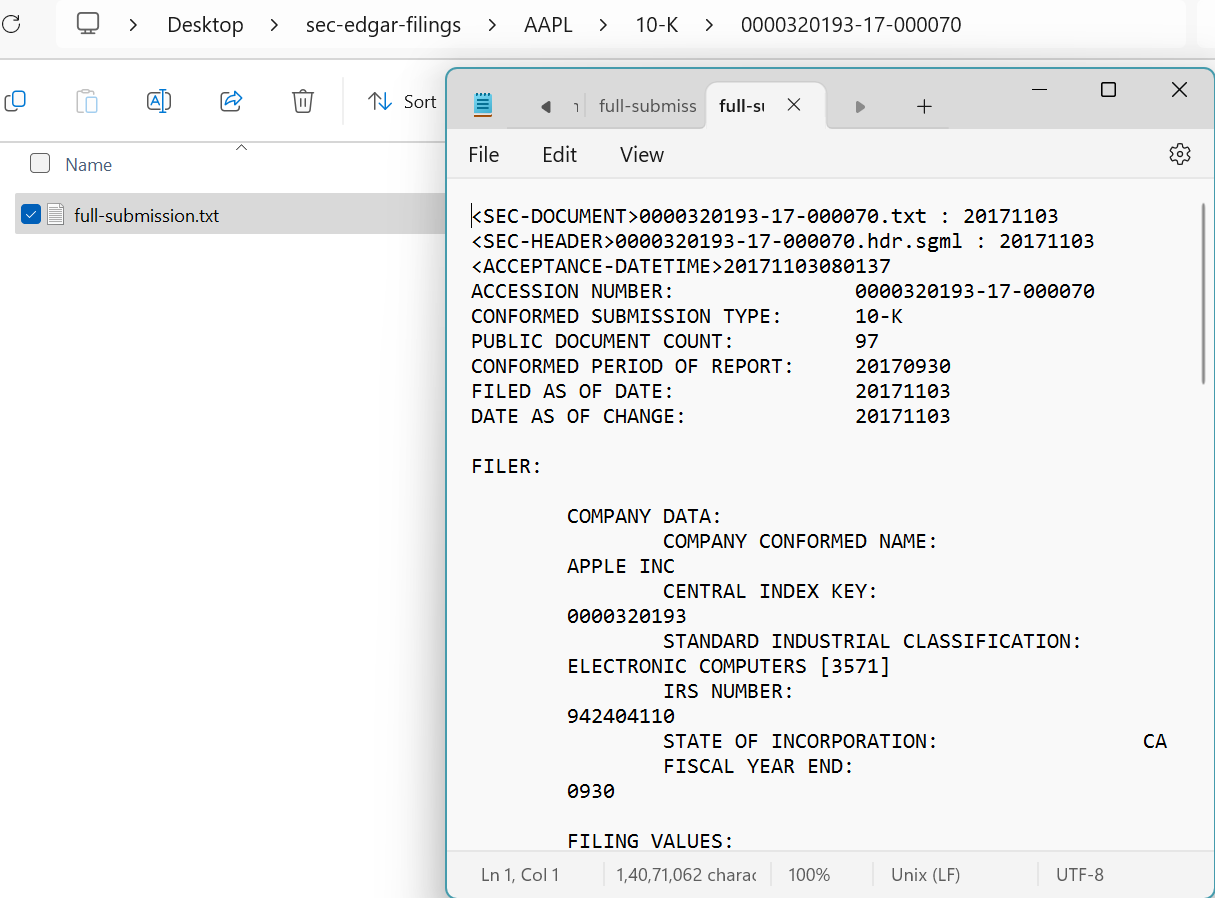 Desktop > sec-edgar-filings > AAPL > 10-K > 0000320193-17-000070
Sort
Name
full-submission.txt
full-submiss
full-su
File Edit View
<SEC-DOCUMENT>0000320193-17-000070.txt : 20171103
<SEC-HEADER>0000320193-17-000070.hdr.sgml : 20171103
<ACCEPTANCE-DATETIME>20171103080137
ACCESSION NUMBER: 0000320193-17-000070
CONFORMED SUBMISSION TYPE: 10-K
PUBLIC DOCUMENT COUNT: 97
CONFORMED PERIOD OF REPORT: 20170930
FILED AS OF DATE: 20171103
DATE AS OF CHANGE: 20171103
FILER:
COMPANY DATA:
COMPANY CONFORMED NAME:
APPLE INC
CENTRAL INDEX KEY:
0000320193
STANDARD INDUSTRIAL CLASSIFICATION:
ELECTRONIC COMPUTERS [3571]
IRS NUMBER:
942404110
STATE OF INCORPORATION: CA
FISCAL YEAR END:
0930
FILING VALUES:
Ln 1, Col 1 1,40,71,062 charac 100% Unix (LF) UTF-8